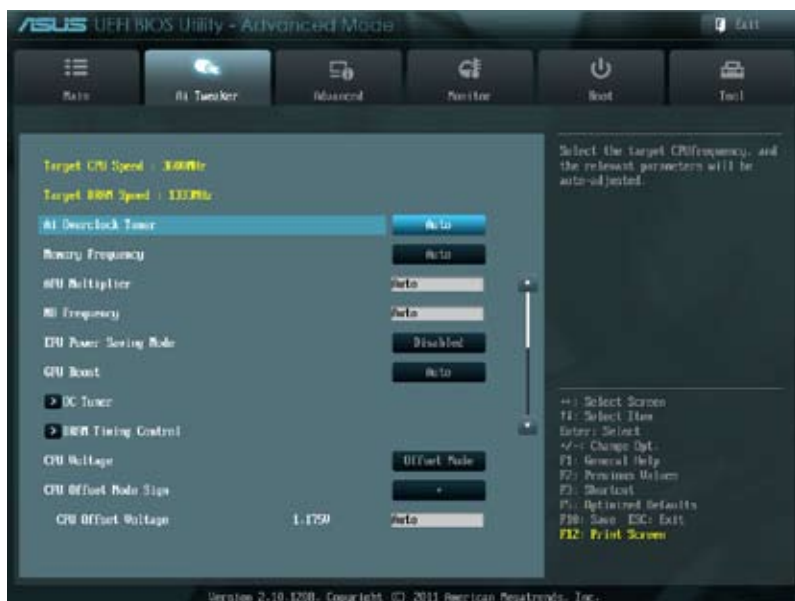 ASUS UEFI BIOS Utility - Advanced Mode
Exit
Main
Ai Tweaker
Advanced
Monitor
Boot
Tool
Target CPU Speed :
Target DRAM Speed : 1333MHz
Ai Overclock Tuner Auto
Memory Frequency Auto
APU Multiplier Auto
NB Frequency Auto
EPU Power Saving Mode Disabled
GPU Boost Auto
> OC Tuner
> DRAM Timing Control
CPU Voltage Offset Mode
CPU Offset Mode Sign +
CPU Offset Voltage 1.175V Auto
Select the target CPU frequency, and
the relevant parameters will be
auto-adjusted.
↔: Select Screen
↑↓: Select Item
Enter: Select
+/-: Change Opt.
F1: General Help
F2: Previous Values
F3: Shortcut
F5: Optimized Defaults
F10: Save ESC: Exit
F12: Print Screen
Version 2.10.1208. Copyright (C) 2011 American Megatrends, Inc.